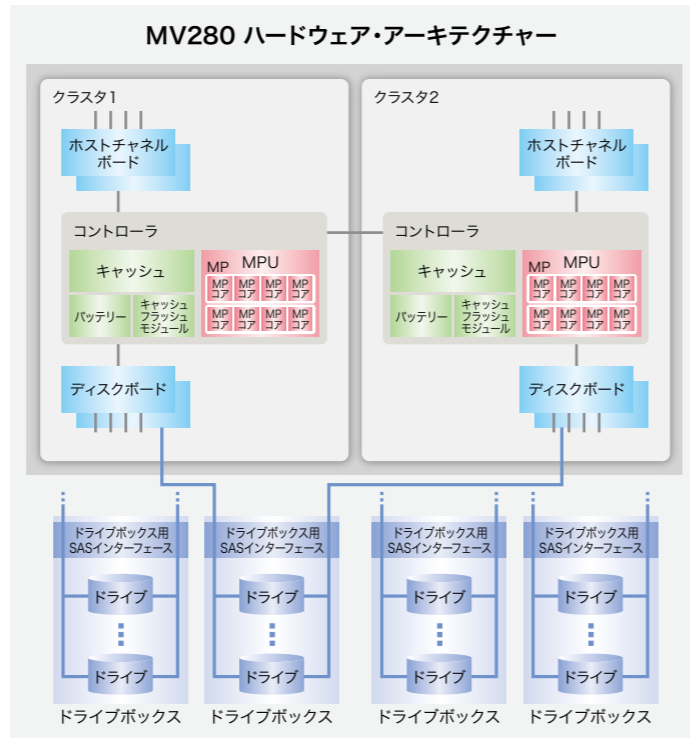 MV280 ハードウェア・アーキテクチャー
クラスタ1
ホストチャネル
ボード
コントローラ
キャッシュ
バッテリー
キャッシュ
フラッシュ
モジュール
MP
MPU
MP
コア
MP
コア
MP
コア
MP
コア
MP
コア
MP
コア
MP
コア
MP
コア
ディスクボード
クラスタ2
ホストチャネル
ボード
コントローラ
キャッシュ
バッテリー
キャッシュ
フラッシュ
モジュール
MP
MPU
MP
コア
MP
コア
MP
コア
MP
コア
MP
コア
MP
コア
MP
コア
MP
コア
ディスクボード
ドライブボックス用
SASインターフェース
ドライブ
ドライブ
ドライブボックス
ドライブボックス用
SASインターフェース
ドライブ
ドライブ
ドライブボックス
ドライブボックス用
SASインターフェース
ドライブ
ドライブ
ドライブボックス
ドライブボックス用
SASインターフェース
ドライブ
ドライブ
ドライブボックス